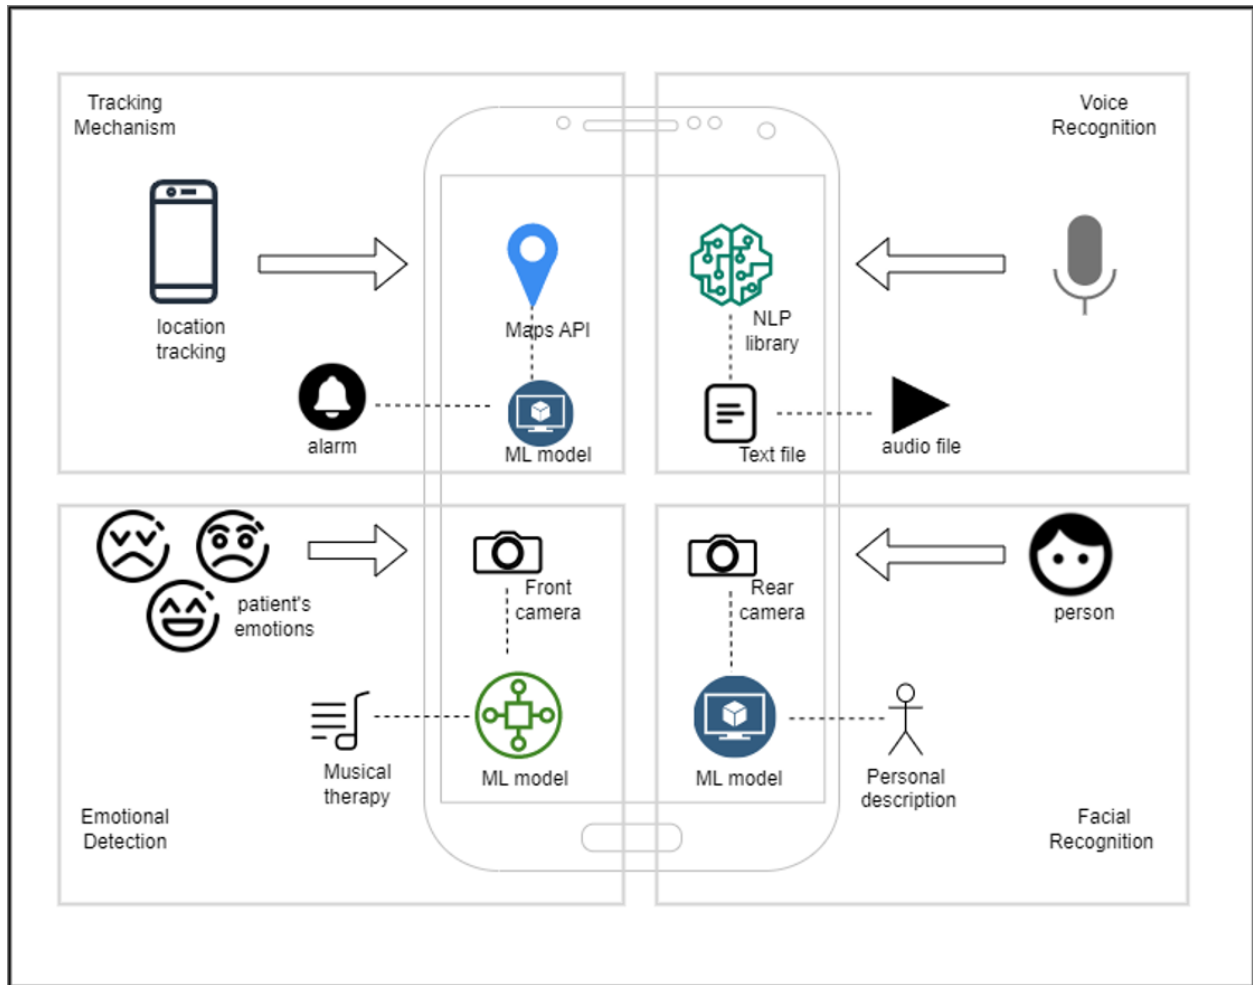 Tracking
Mechanism
location
tracking
Maps API
alarm
ML model
Voice
Recognition
NLP
library
Text file
audio file
patient's
emotions
Front
camera
Musical
therapy
ML model
Emotional
Detection
Rear
camera
person
ML model
Personal
description
Facial
Recognition